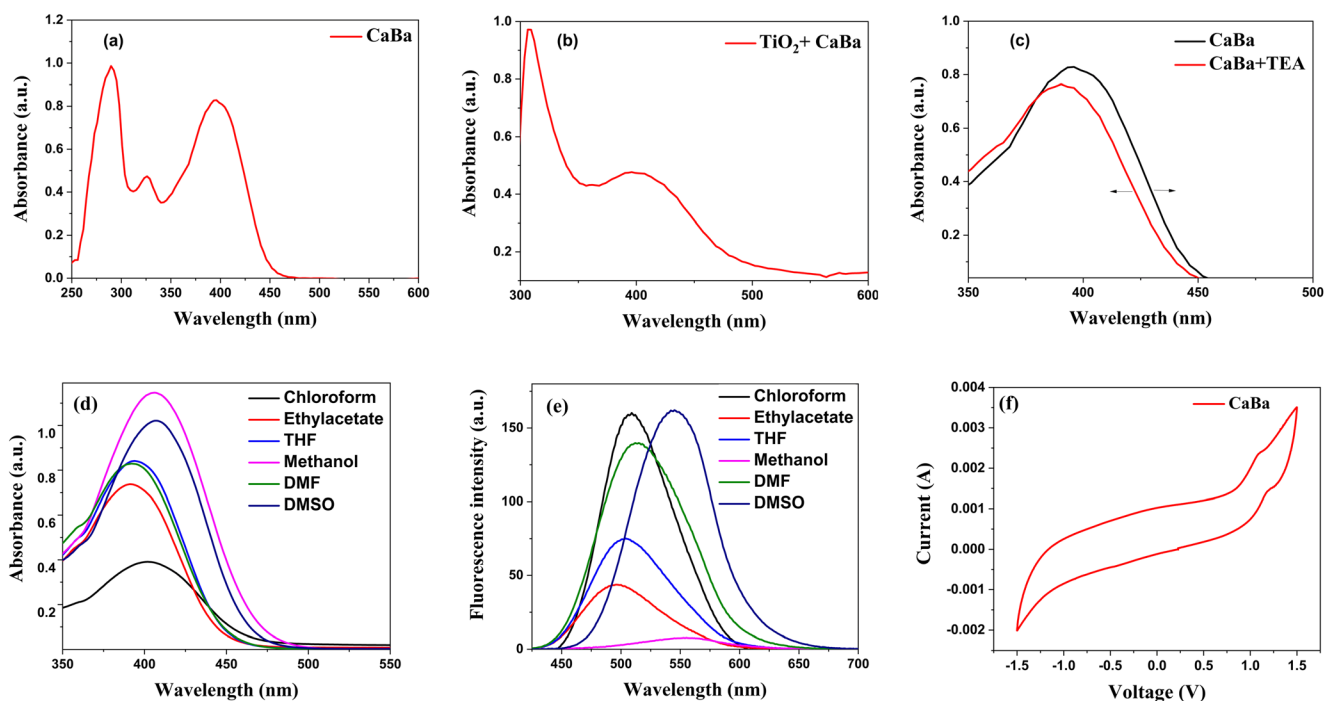 (a)
CaBa
Absorbance (a.u.)
1.2
1.0
0.8
0.6
0.4
0.2
0.0
250 300 350 400 450 500 550 600
Wavelength (nm)
(b)
TiO₂+ CaBa
Absorbance (a.u.)
1.0
0.8
0.6
0.4
0.2
300 350 400 450 500 550 600
Wavelength (nm)
(c)
CaBa
CaBa+TEA
Absorbance (a.u.)
1.0
0.8
0.6
0.4
0.2
350 400 450 500
Wavelength (nm)
(d)
Chloroform
Ethylacetate
THF
Methanol
DMF
DMSO
Absorbance (a.u.)
1.0
0.8
0.6
0.4
0.2
350 400 450 500 550
Wavelength (nm)
(e)
Chloroform
Ethylacetate
THF
Methanol
DMF
DMSO
Fluorescence intensity (a.u.)
150
100
50
0
450 500 550 600 650 700
Wavelength (nm)
(f)
CaBa
Current (A)
0.004
0.003
0.002
0.001
0.000
-0.001
-0.002
-1.5 -1.0 -0.5 0.0 0.5 1.0 1.5
Voltage (V)